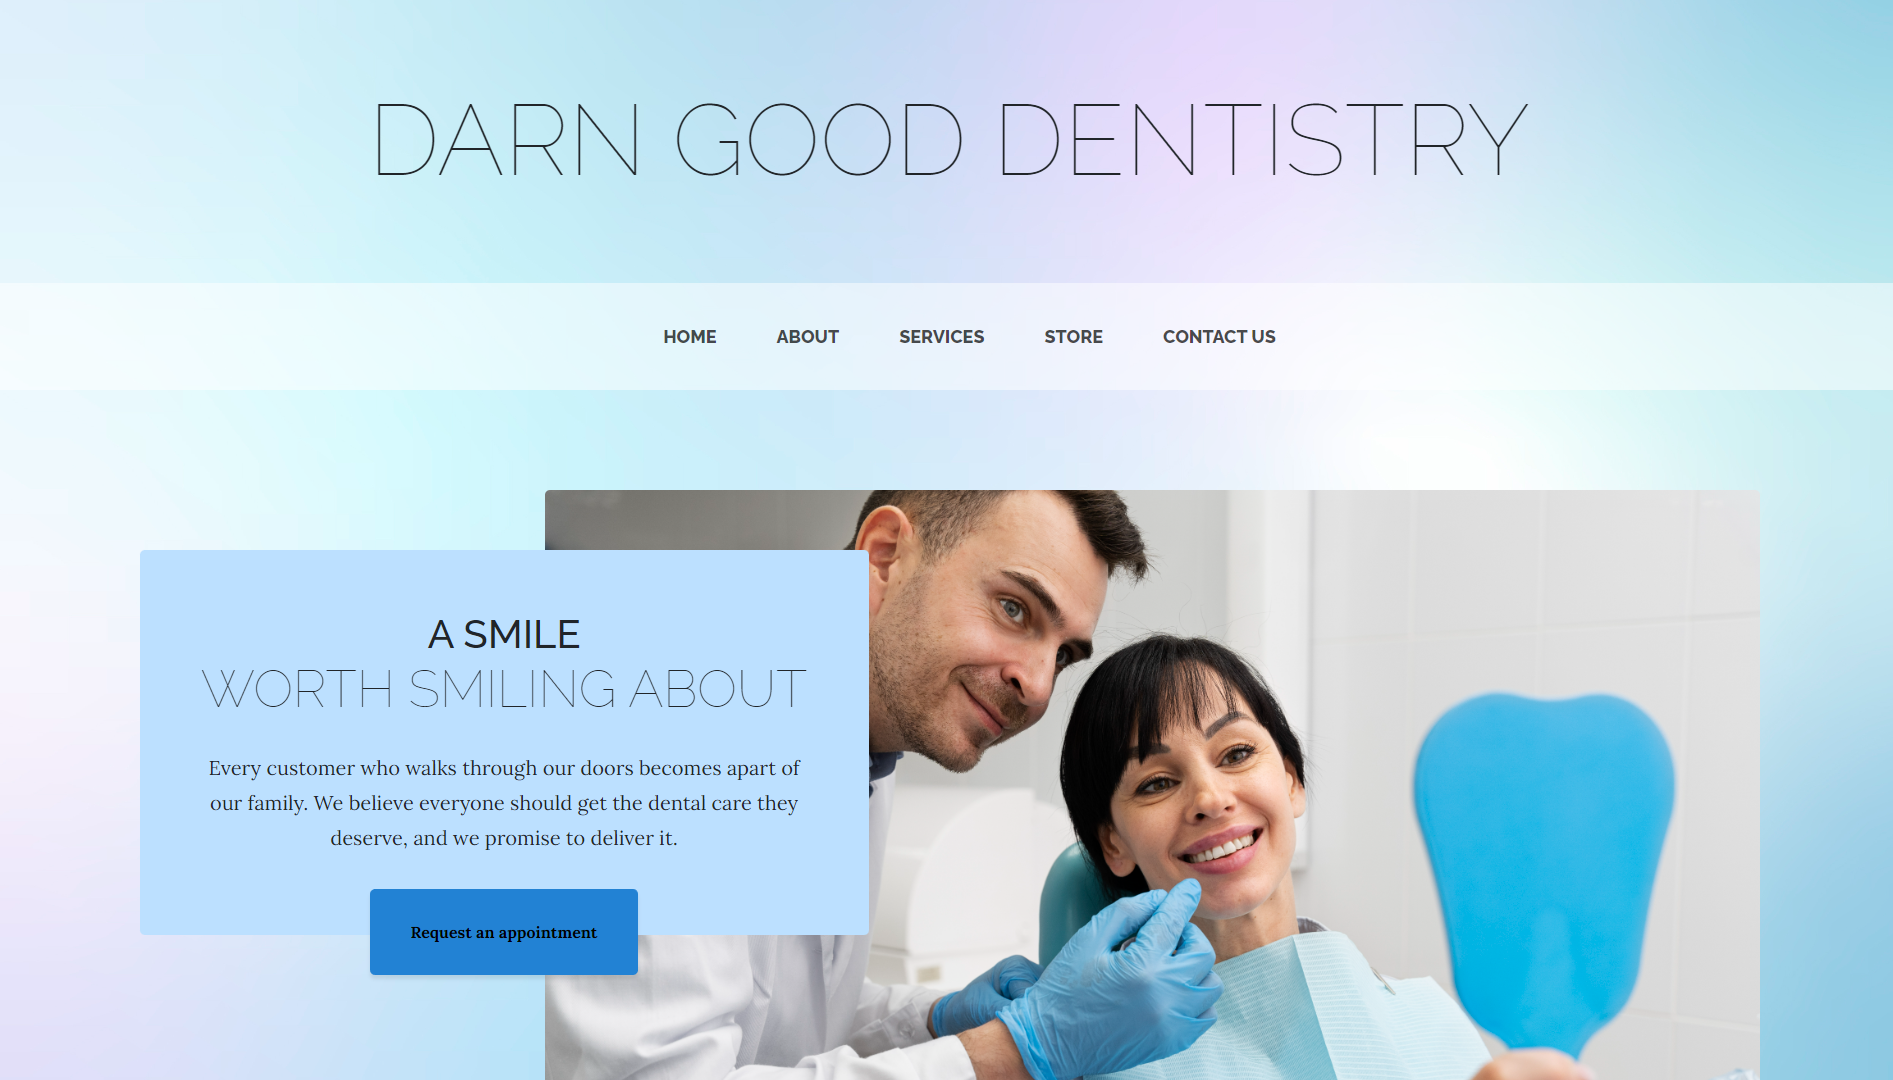 DARN GOOD DENTISTRY
HOME ABOUT SERVICES STORE CONTACT US
A SMILE
WORTH SMILING ABOUT
Every customer who walks through our doors becomes apart of
our family. We believe everyone should get the dental care they
deserve, and we promise to deliver it.
Request an appointment